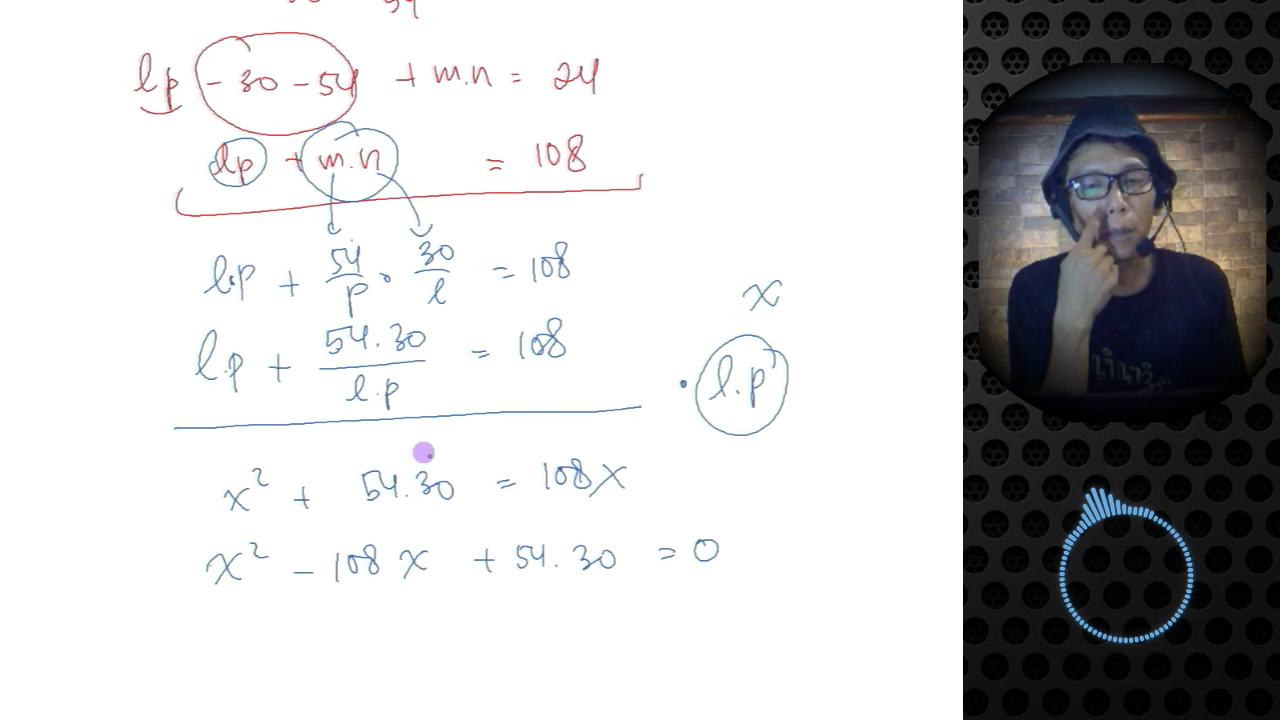 lp - 30 - 54 + m.n = 24
lp + m.n = 108
l.p + 54/p . 30/l = 108
x
l.p + 54.30/l.p = 108
. l.p
x² + 54.30 = 108x
x² - 108x + 54.30 = 0